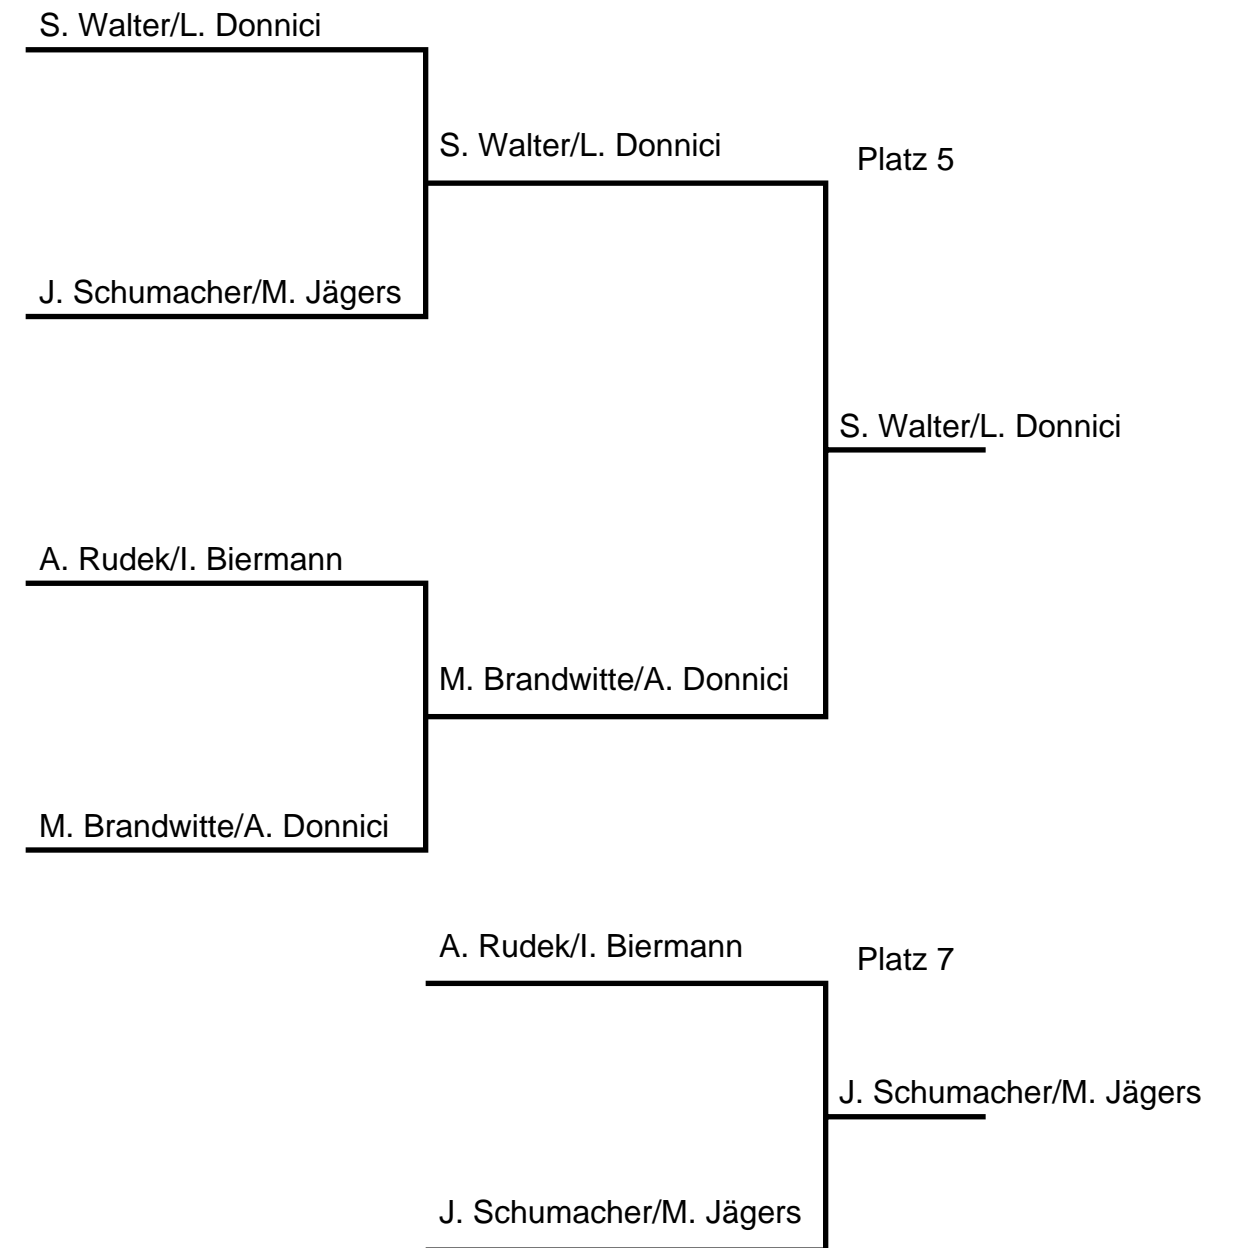 S. Walter/L. Donnici
S. Walter/L. Donnici
Platz 5
J. Schumacher/M. Jägers
S. Walter/L. Donnici
A. Rudek/I. Biermann
M. Brandwitte/A. Donnici
M. Brandwitte/A. Donnici
A. Rudek/I. Biermann
Platz 7
J. Schumacher/M. Jägers
J. Schumacher/M. Jägers